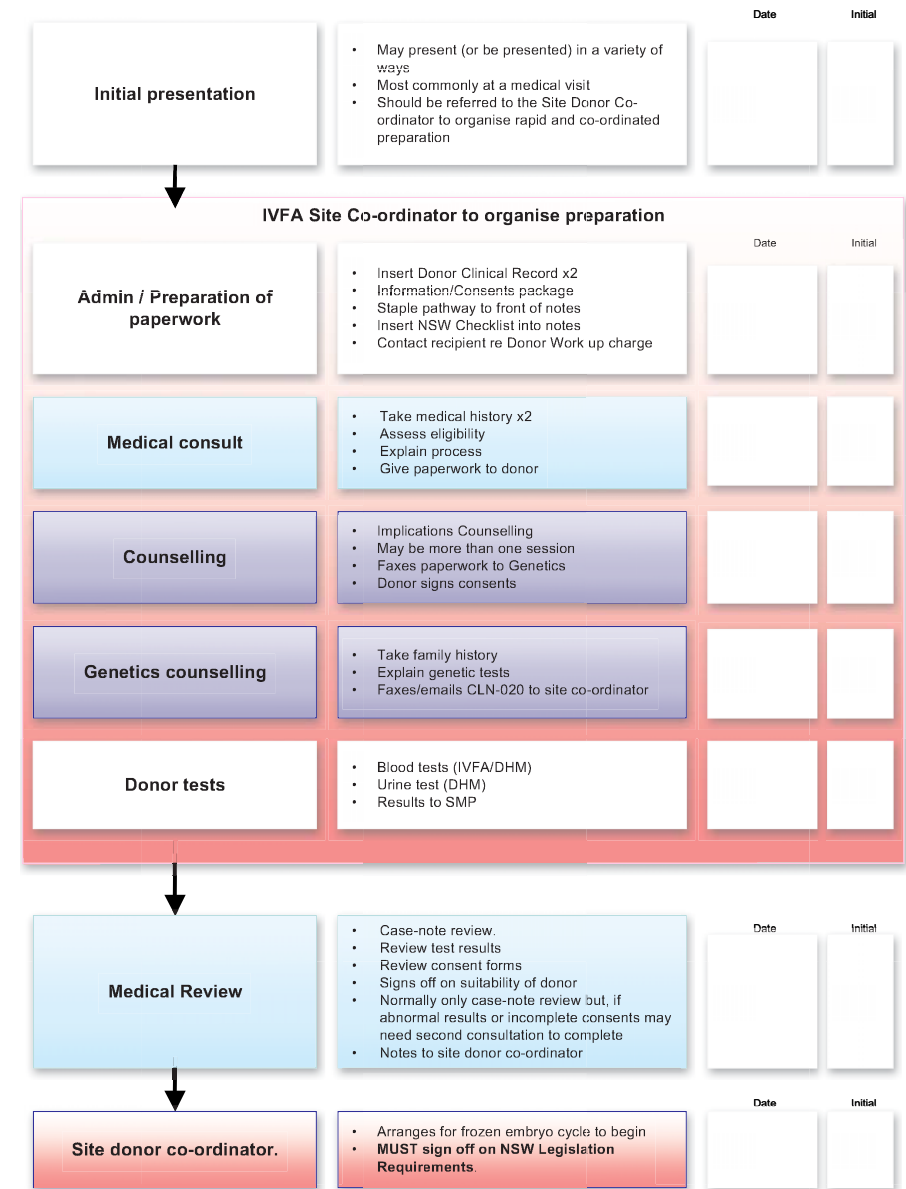 Date Initial
Initial presentation
• May present (or be presented) in a variety of
ways
• Most commonly at a medical visit
• Should be referred to the Site Donor Co-
ordinator to organise rapid and co-ordinated
preparation
IVFA Site Co-ordinator to organise preparation
Date Initial
Admin / Preparation of
paperwork
• Insert Donor Clinical Record x2
• Information/Consents package
• Staple pathway to front of notes
• Insert NSW Checklist into notes
• Contact recipient re Donor Work up charge
Medical consult
• Take medical history x2
• Assess eligibility
• Explain process
• Give paperwork to donor
Counselling
• Implications Counselling
• May be more than one session
• Faxes paperwork to Genetics
• Donor signs consents
Genetics counselling
• Take family history
• Explain genetic tests
• Faxes/emails CLN-020 to site co-ordinator
Donor tests
• Blood tests (IVFA/DHM)
• Urine test (DHM)
• Results to SMP
Date Initial
Medical Review
• Case-note review.
• Review test results
• Review consent forms
• Signs off on suitability of donor
• Normally only case-note review but, if
abnormal results or incomplete consents may
need second consultation to complete
• Notes to site donor co-ordinator
Date Initial
Site donor co-ordinator.
• Arranges for frozen embryo cycle to begin
• MUST sign off on NSW Legislation
Requirements.